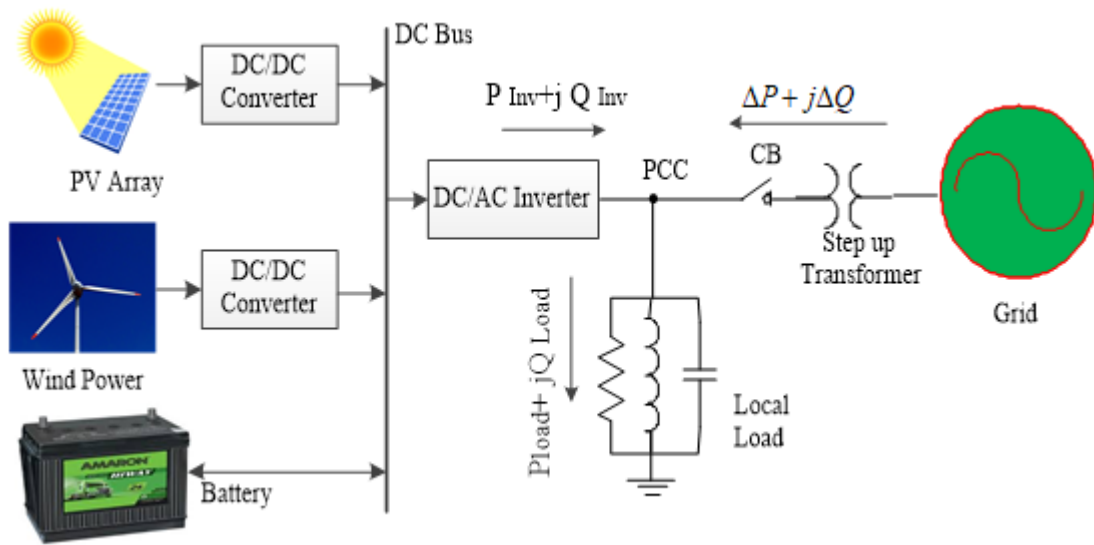 DC Bus
DC/DC
Converter
PV Array
P Inv+j Q Inv
ΔP + jΔQ
CB
PCC
DC/AC Inverter
Step up
Transformer
Grid
DC/DC
Converter
Wind Power
Pload+ jQ Load
Local
Load
AMARON
HIWAY
Battery